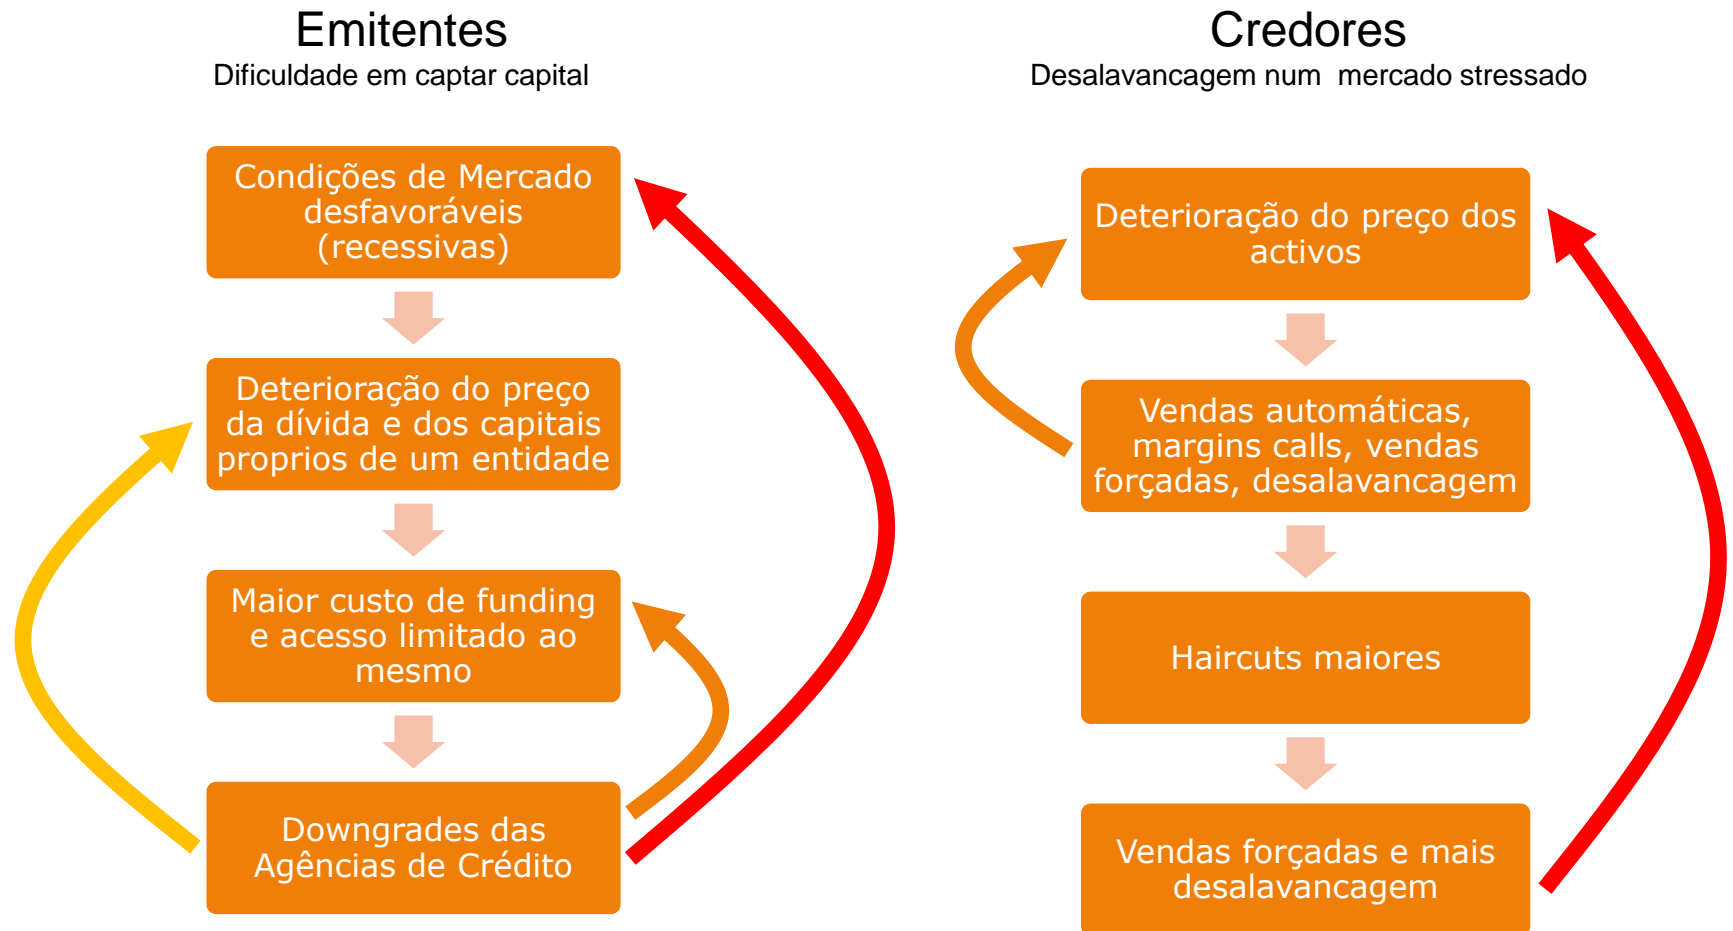 Emitentes
Dificuldade em captar capital
Condições de Mercado
desfavoráveis
(recessivas)
Deterioração do preço
da dívida e dos capitais
proprios de um entidade
Maior custo de funding
e acesso limitado ao
mesmo
Downgrades das
Agências de Crédito
Credores
Desalavancagem num mercado stressado
Deterioração do preço dos
activos
Vendas automáticas,
margins calls, vendas
forçadas, desalavancagem
Haircuts maiores
Vendas forçadas e mais
desalavancagem